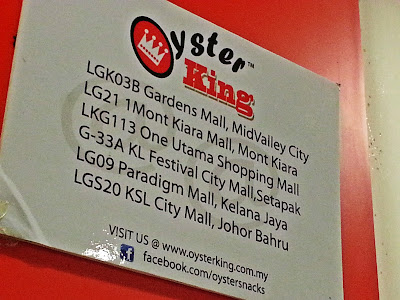 Oyster™
King
LGK03B Gardens Mall, MidValley City
LG21 1Mont Kiara Mall, Mont Kiara
LKG113 One Utama Shopping Mall
G-33A KL Festival City Mall,Setapak
LG09 Paradigm Mall, Kelana Jaya
LGS20 KSL City Mall, Johor Bahru
VISIT US @ www.oysterking.com.my
f facebook.com/oystersnacks